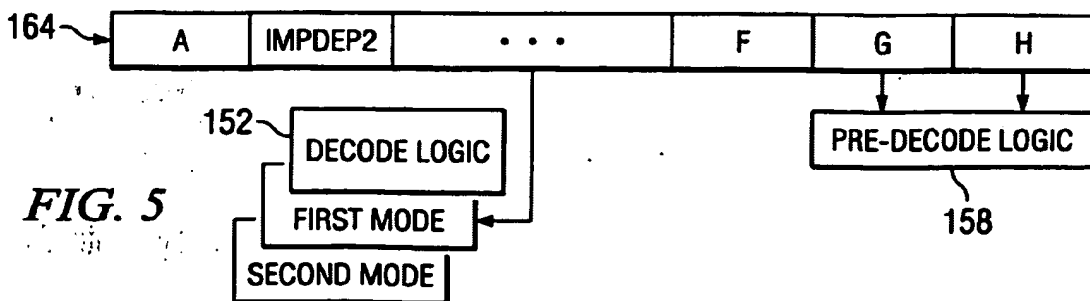 164 A IMPDEP2 • • • F G H
152 DECODE LOGIC PRE-DECODE LOGIC
FIG. 5 FIRST MODE 158
SECOND MODE